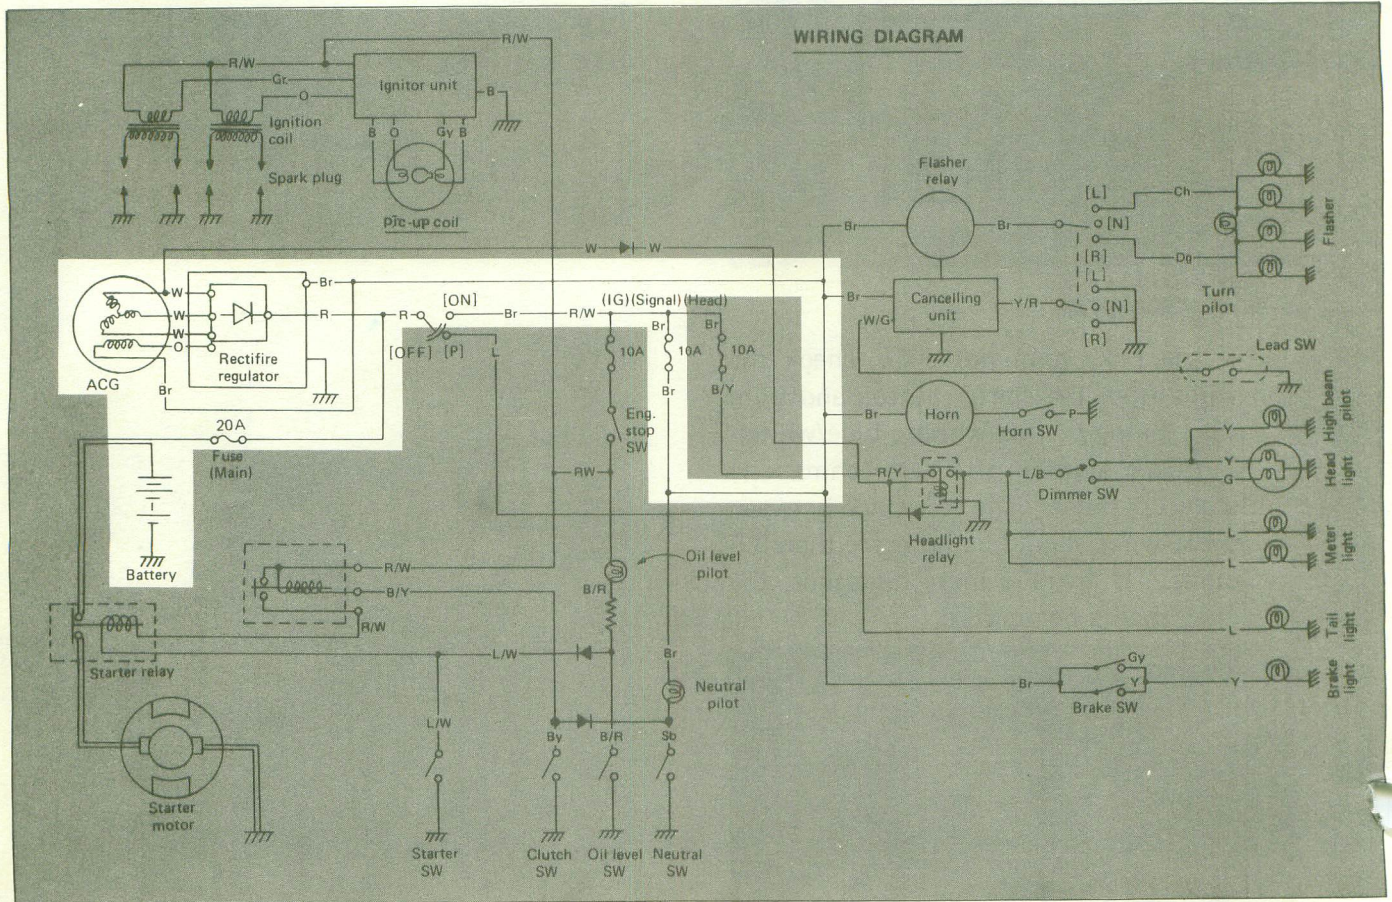 WIRING DIAGRAM
R/W
R/W
Gr
O
Ignitor unit
B
Ignition
coil
B O Gy B
Spark plug
pic-up coil
Flasher
relay
[L]
Ch
Br
Br
[N]
[R]
Dg
Flasher
W W
[L]
Turn
pilot
Br
Cancelling
unit
Y/R
[N]
W/G
[R]
Lead SW
W
W
W
O
Br
R
R
[ON]
Br
R/W
(IG) (Signal) (Head)
Br
Br
[OFF] [P]
L
10A
10A
10A
Rectifire
regulator
ACG
Br
Br
B/Y
20A
Fuse
(Main)
Eng.
stop
SW
Br
Horn
P
Horn SW
High beam
pilot
Y
RW
R/Y
L/B
Y
G
Dimmer SW
Head
light
Headlight
relay
L
L
Meter
light
Battery
R/W
B/Y
R/W
Oil level
pilot
B/R
Starter relay
L/W
Br
L
Tail
light
Neutral
pilot
Br
Gy
Y
Y
Brake SW
Brake
light
L/W
By
B/R
Sb
Starter
motor
Starter
SW
Clutch
SW
Oil level
SW
Neutral
SW